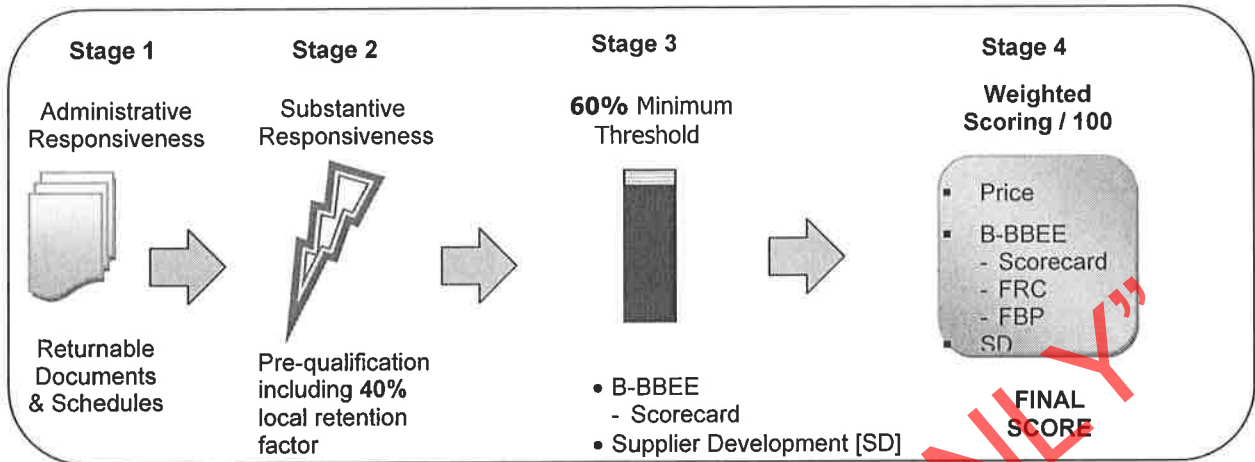 Stage 1
Administrative
Responsiveness
Returnable
Documents
& Schedules
Stage 2
Substantive
Responsiveness
Pre-qualification
including 40%
local retention
factor
Stage 3
60% Minimum
Threshold
• B-BBEE
- Scorecard
• Supplier Development [SD]
Stage 4
Weighted
Scoring / 100
▪ Price
▪ B-BBEE
- Scorecard
- FRC
- FBP
▪ SD
FINAL
SCORE
NLY”